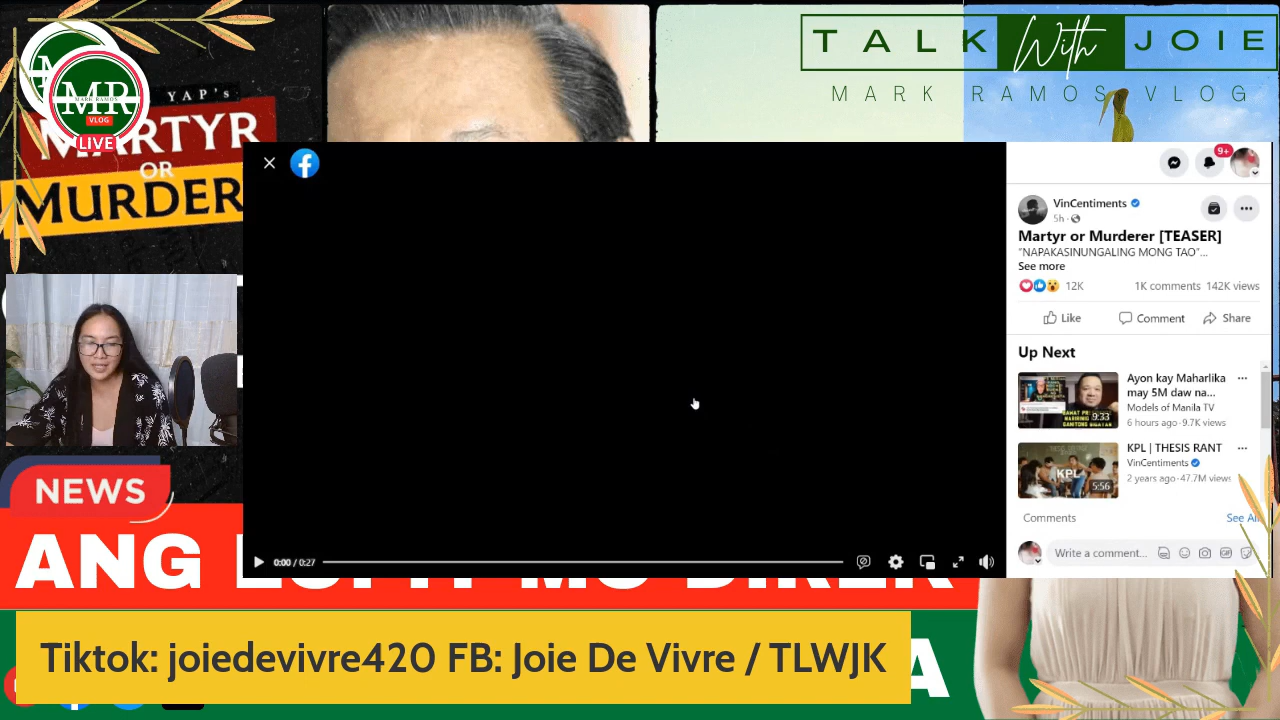 TALK With JOIE
MARK RAMOS VLOG
MR
MARK RAMOS
VLOG
LIVE
YAP's
MARTYR
OR
MURDER
9+
VinCentiments
5h
Martyr or Murderer [TEASER]
"NAPAKASINUNGALING MONG TAO"...
See more
12K
1K comments 142K views
Like Comment Share
Up Next
Ayon kay Maharlika
may 5M daw na...
Models of Manila TV
6 hours ago · 9.7K views
9:33
KPL | THESIS RANT
VinCentiments
2 years ago · 47.7M views
KPL
5:56
Comments
See Al
Write a comment...
GIF
0:00 / 0:27
NEWS
ANG
Tiktok: joiedevivre420 FB: Joie De Vivre / TLWJK
A